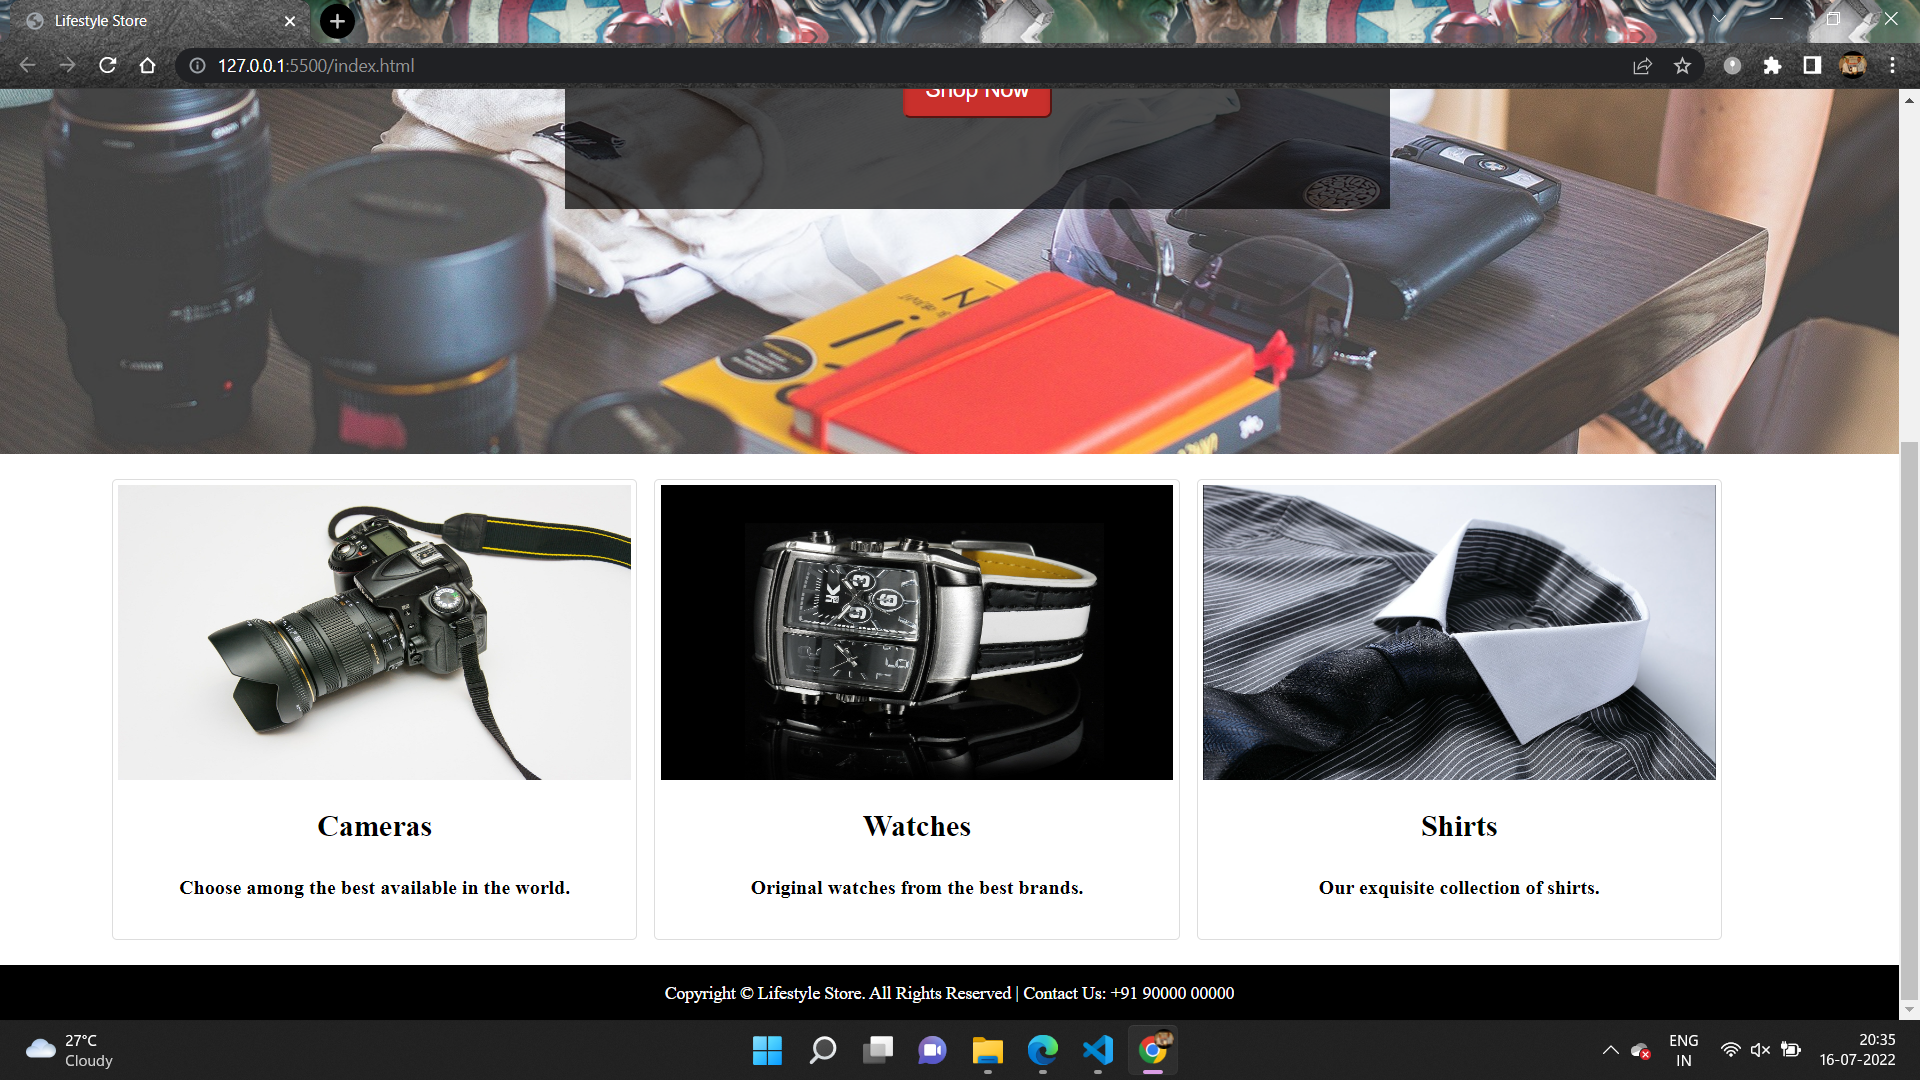 Lifestyle Store
127.0.0.1:5500/index.html
Shop Now
Canon
Cameras
Watches
Shirts
Choose among the best available in the world.
Original watches from the best brands.
Our exquisite collection of shirts.
Copyright © Lifestyle Store. All Rights Reserved | Contact Us: +91 90000 00000
27°C
Cloudy
ENG
IN
20:35
16-07-2022